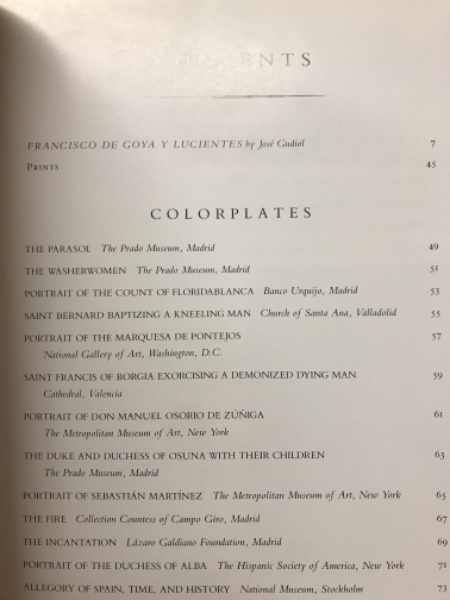 ENTS
FRANCISCO DE GOYA Y LUCIENTES by José Gudiol 7
PRINTS 45
COLORPLATES
THE PARASOL The Prado Museum, Madrid 49
THE WASHERWOMEN The Prado Museum, Madrid 51
PORTRAIT OF THE COUNT OF FLORIDABLANCA Banco Urquijo, Madrid 53
SAINT BERNARD BAPTIZING A KNEELING MAN Church of Santa Ana, Valladolid 55
PORTRAIT OF THE MARQUESA DE PONTEJOS 57
National Gallery of Art, Washington, D.C.
SAINT FRANCIS OF BORGIA EXORCISING A DEMONIZED DYING MAN 59
Cathedral, Valencia
PORTRAIT OF DON MANUEL OSORIO DE ZÚÑIGA 61
The Metropolitan Museum of Art, New York
THE DUKE AND DUCHESS OF OSUNA WITH THEIR CHILDREN 63
The Prado Museum, Madrid
PORTRAIT OF SEBASTIÁN MARTÍNEZ The Metropolitan Museum of Art, New York 65
THE FIRE Collection Countess of Campo Giro, Madrid 67
THE INCANTATION Lázaro Galdiano Foundation, Madrid 69
PORTRAIT OF THE DUCHESS OF ALBA The Hispanic Society of America, New York 71
ALLEGORY OF SPAIN, TIME, AND HISTORY National Museum, Stockholm 73